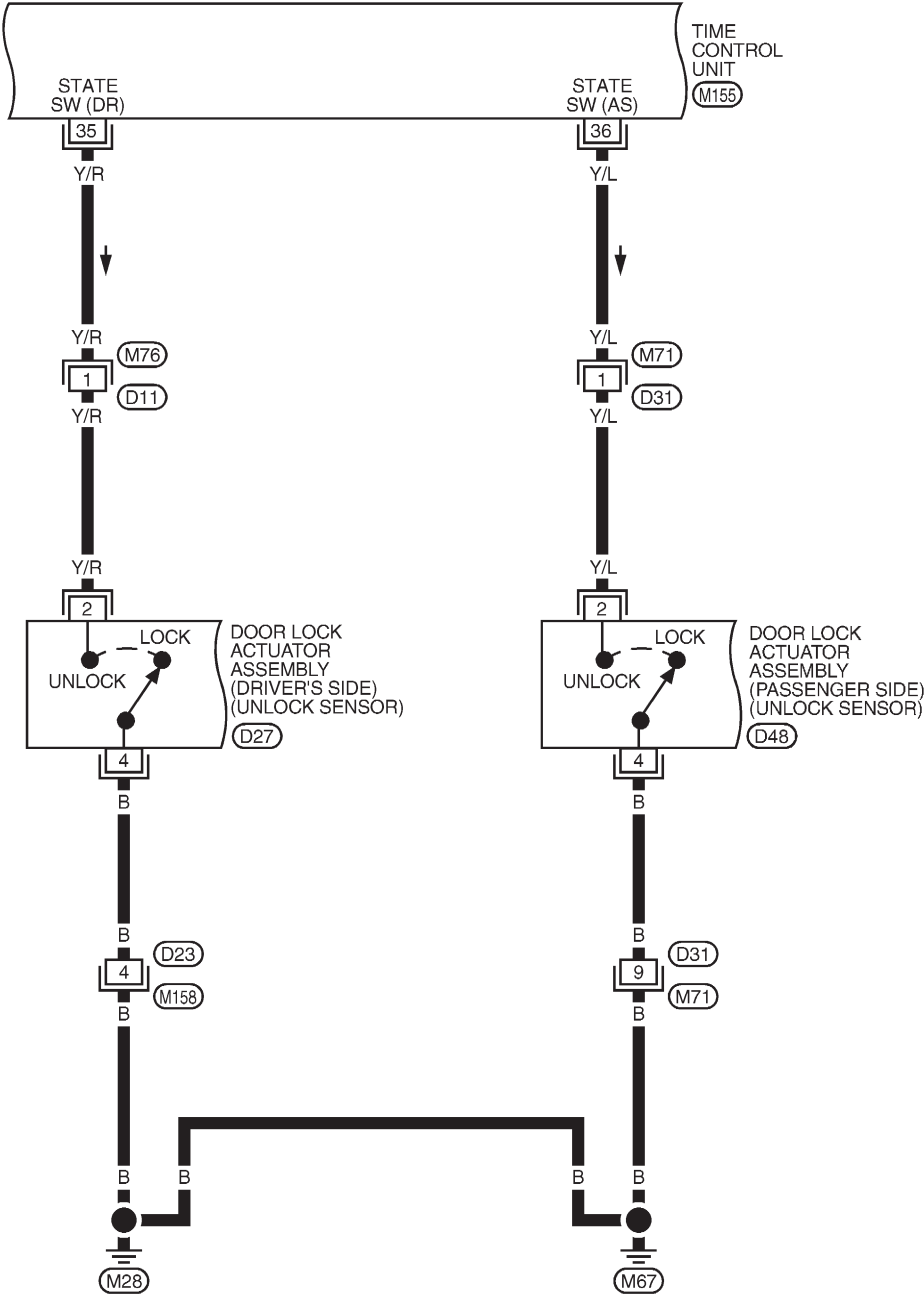 TIME
CONTROL
UNIT
M155
STATE
SW (DR)
STATE
SW (AS)
35
36
Y/R
Y/L
Y/R
Y/L
M76
M71
1
1
D11
D31
Y/R
Y/L
Y/R
Y/L
2
2
LOCK
UNLOCK
DOOR LOCK
ACTUATOR
ASSEMBLY
(DRIVER'S SIDE)
(UNLOCK SENSOR)
D27
LOCK
UNLOCK
DOOR LOCK
ACTUATOR
ASSEMBLY
(PASSENGER SIDE)
(UNLOCK SENSOR)
D48
4
4
B
B
B
B
D23
D31
4
9
M158
M71
B
B
B
B
B
B
M28
M67